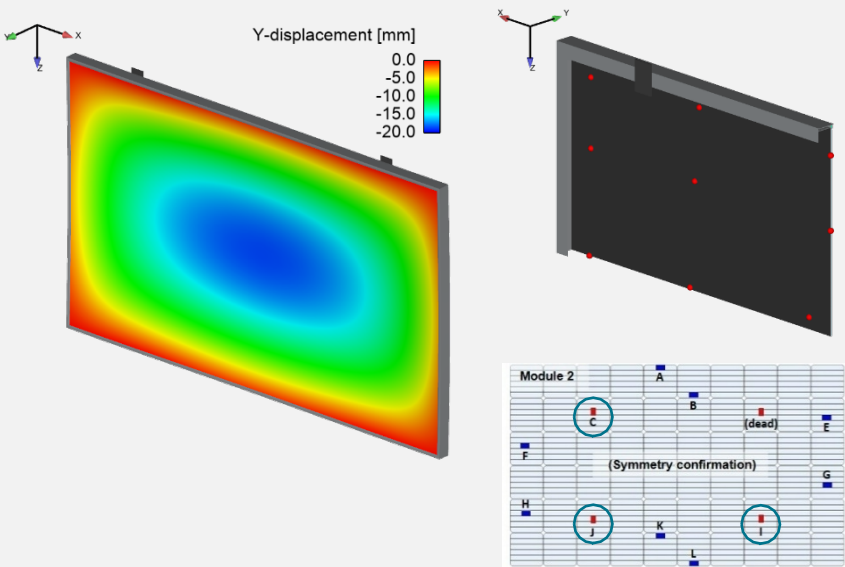 Y
X
Z
Y-displacement [mm]
0.0
-5.0
-10.0
-15.0
-20.0
X
Y
Z
Module 2
A
B
C
(dead)
E
F
(Symmetry confirmation)
G
H
J
K
I
L